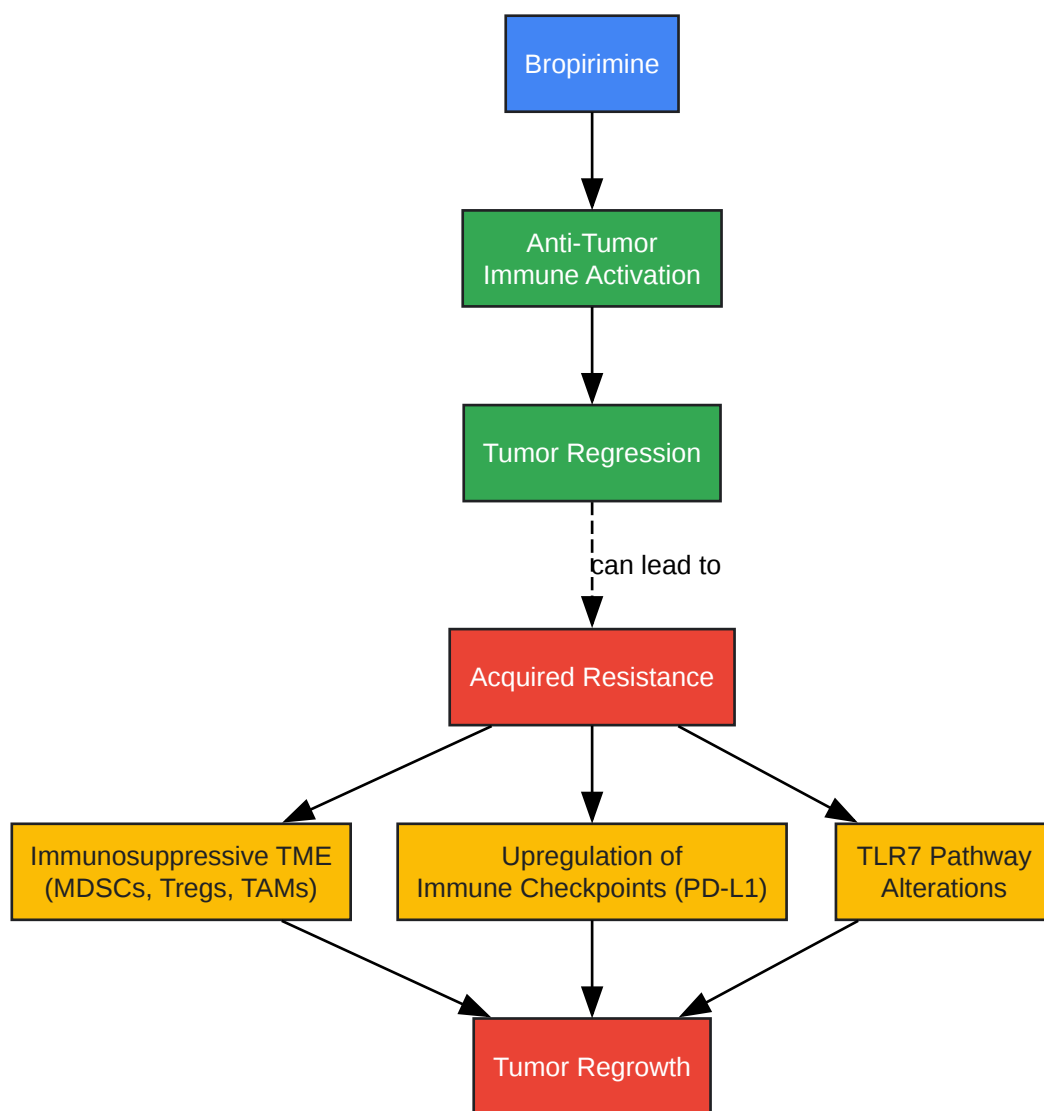 Bropirimine
Anti-Tumor
Immune Activation
Tumor Regression
can lead to
Acquired Resistance
Immunosuppressive TME
(MDSCs, Tregs, TAMs)
Upregulation of
Immune Checkpoints (PD-L1)
TLR7 Pathway
Alterations
Tumor Regrowth